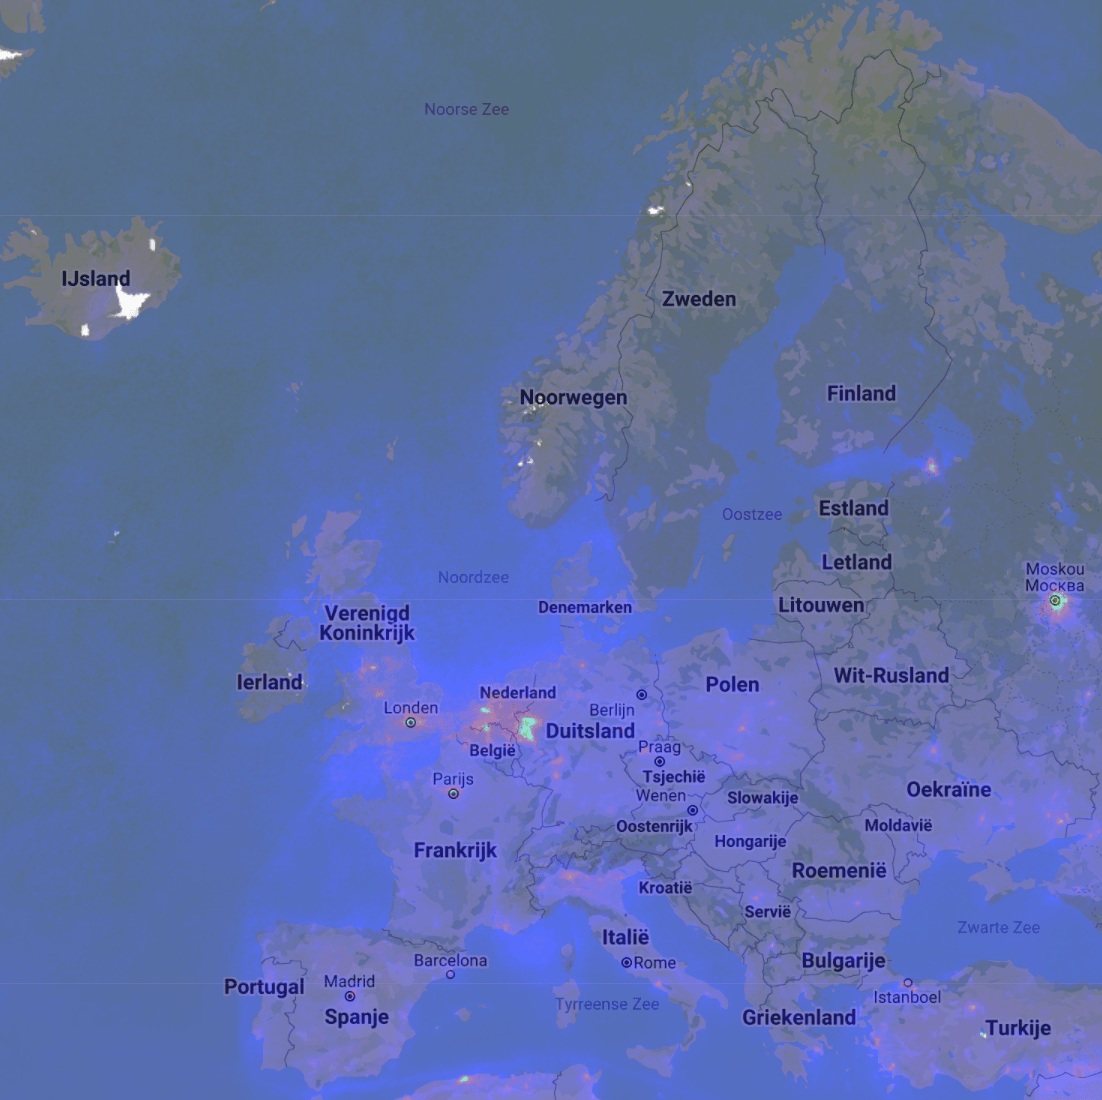 Noorse Zee
IJsland
Zweden
Noorwegen
Finland
Oostzee
Estland
Letland
Moskou
Москва
Noordzee
Denemarken
Litouwen
Verenigd
Koninkrijk
Ierland
Nederland
Polen
Wit-Rusland
Londen
Berlijn
Duitsland
België
Praag
Tsjechië
Parijs
Wenen
Slowakije
Oekraïne
Oostenrijk
Hongarije
Moldavië
Frankrijk
Roemenië
Kroatië
Servië
Zwarte Zee
Italië
Barcelona
Rome
Bulgarije
Portugal
Madrid
Istanboel
Tyrreense Zee
Spanje
Griekenland
Turkije